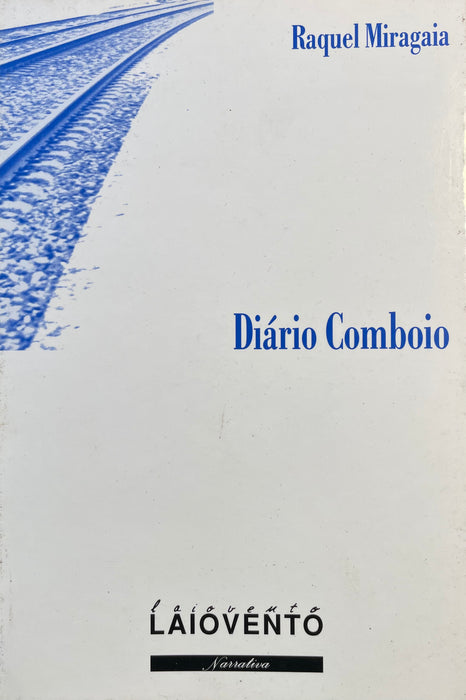 Raquel Miragaia
Diário Comboio
laiovento
LAIOVENTO
Narrativa